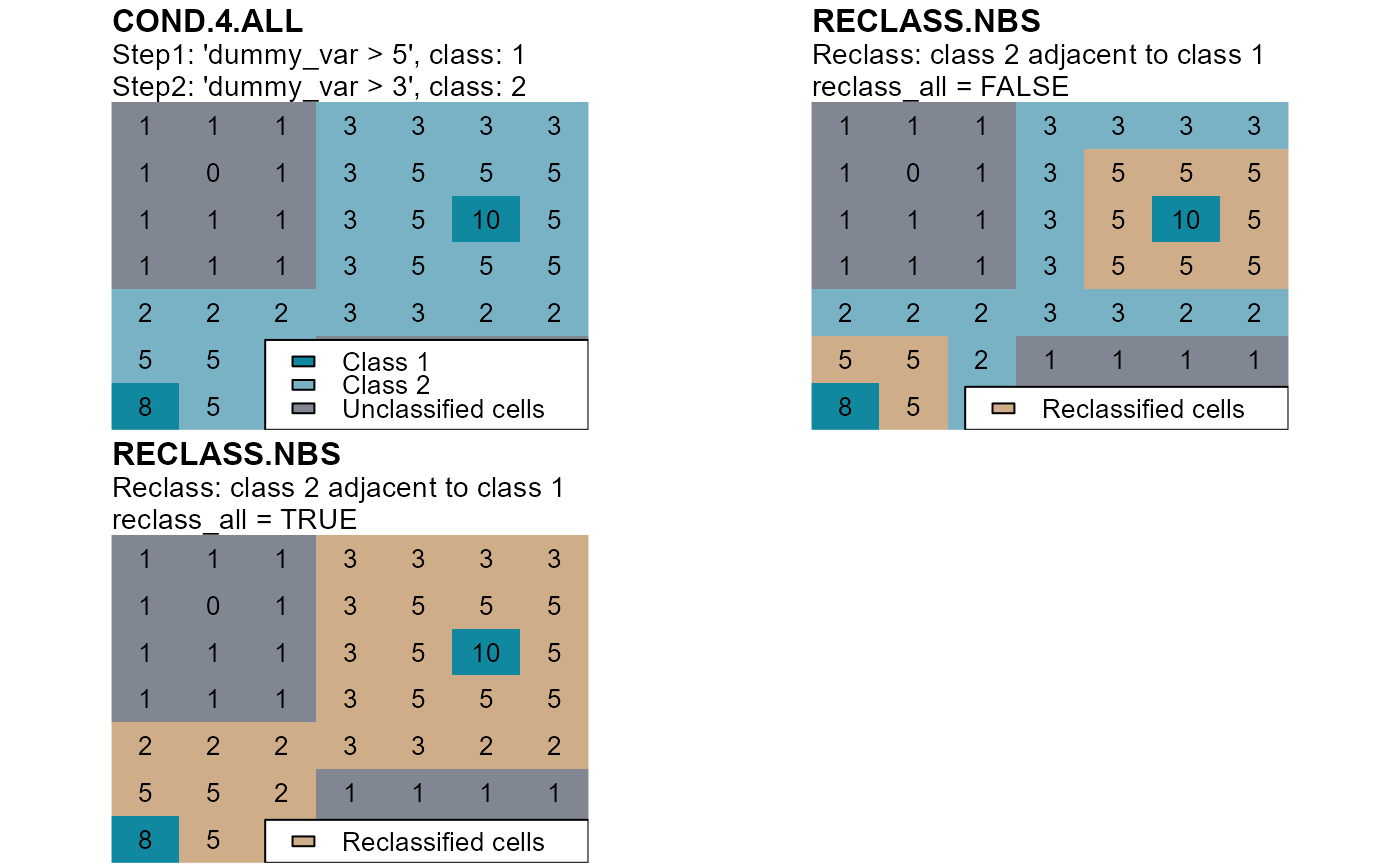 COND.4.ALL
Step1: 'dummy_var > 5', class: 1
Step2: 'dummy_var > 3', class: 2
1 1 1 3 3 3 3
1 0 1 3 5 5 5
1 1 1 3 5 10 5
1 1 1 3 5 5 5
2 2 2 3 3 2 2
5 5
8 5
Class 1
Class 2
Unclassified cells
RECLASS.NBS
Reclass: class 2 adjacent to class 1
reclass_all = FALSE
1 1 1 3 3 3 3
1 0 1 3 5 5 5
1 1 1 3 5 10 5
1 1 1 3 5 5 5
2 2 2 3 3 2 2
5 5 2 1 1 1 1
8 5
Reclassified cells
RECLASS.NBS
Reclass: class 2 adjacent to class 1
reclass_all = TRUE
1 1 1 3 3 3 3
1 0 1 3 5 5 5
1 1 1 3 5 10 5
1 1 1 3 5 5 5
2 2 2 3 3 2 2
5 5 2 1 1 1 1
8 5
Reclassified cells